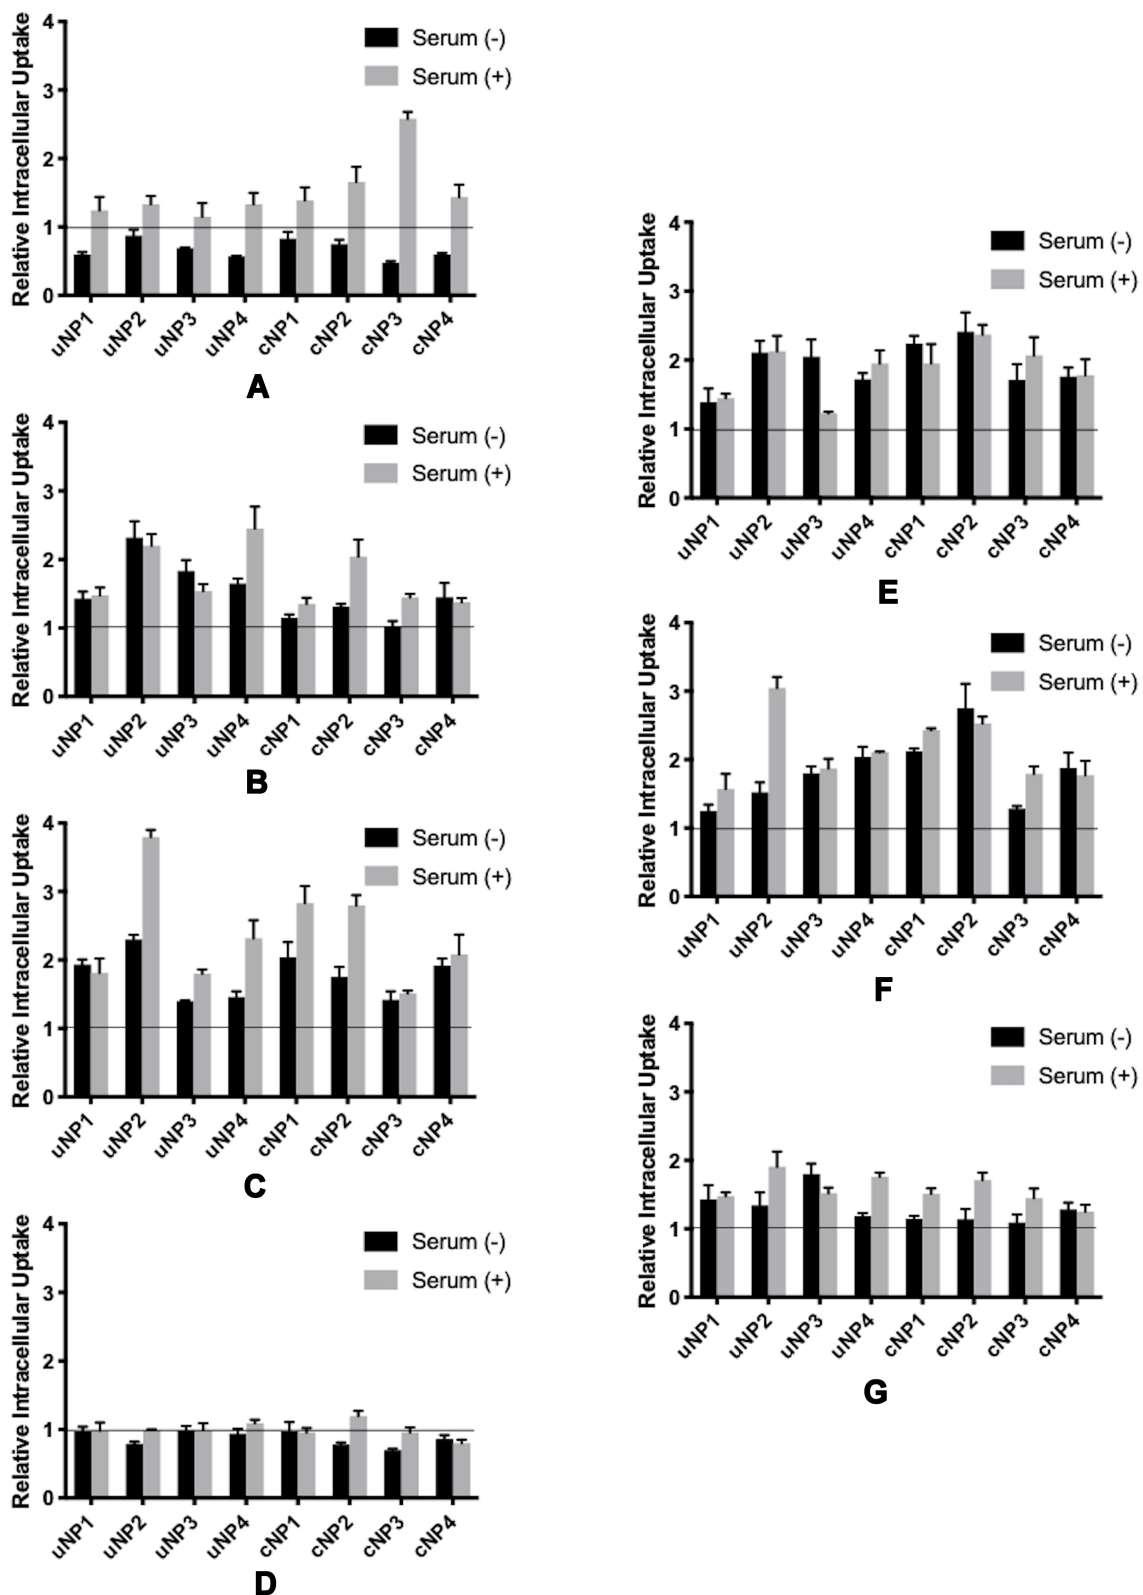 Relative Intracellular Uptake
4
3
2
1
0
Serum (-)
Serum (+)
uNP1
uNP2
uNP3
uNP4
cNP1
cNP2
cNP3
cNP4
A
Relative Intracellular Uptake
4
3
2
1
0
Serum (-)
Serum (+)
uNP1
uNP2
uNP3
uNP4
cNP1
cNP2
cNP3
cNP4
B
Relative Intracellular Uptake
4
3
2
1
0
Serum (-)
Serum (+)
uNP1
uNP2
uNP3
uNP4
cNP1
cNP2
cNP3
cNP4
C
Relative Intracellular Uptake
4
3
2
1
0
Serum (-)
Serum (+)
uNP1
uNP2
uNP3
uNP4
cNP1
cNP2
cNP3
cNP4
D
Relative Intracellular Uptake
4
3
2
1
0
Serum (-)
Serum (+)
uNP1
uNP2
uNP3
uNP4
cNP1
cNP2
cNP3
cNP4
E
Relative Intracellular Uptake
4
3
2
1
0
Serum (-)
Serum (+)
uNP1
uNP2
uNP3
uNP4
cNP1
cNP2
cNP3
cNP4
F
Relative Intracellular Uptake
4
3
2
1
0
Serum (-)
Serum (+)
uNP1
uNP2
uNP3
uNP4
cNP1
cNP2
cNP3
cNP4
G